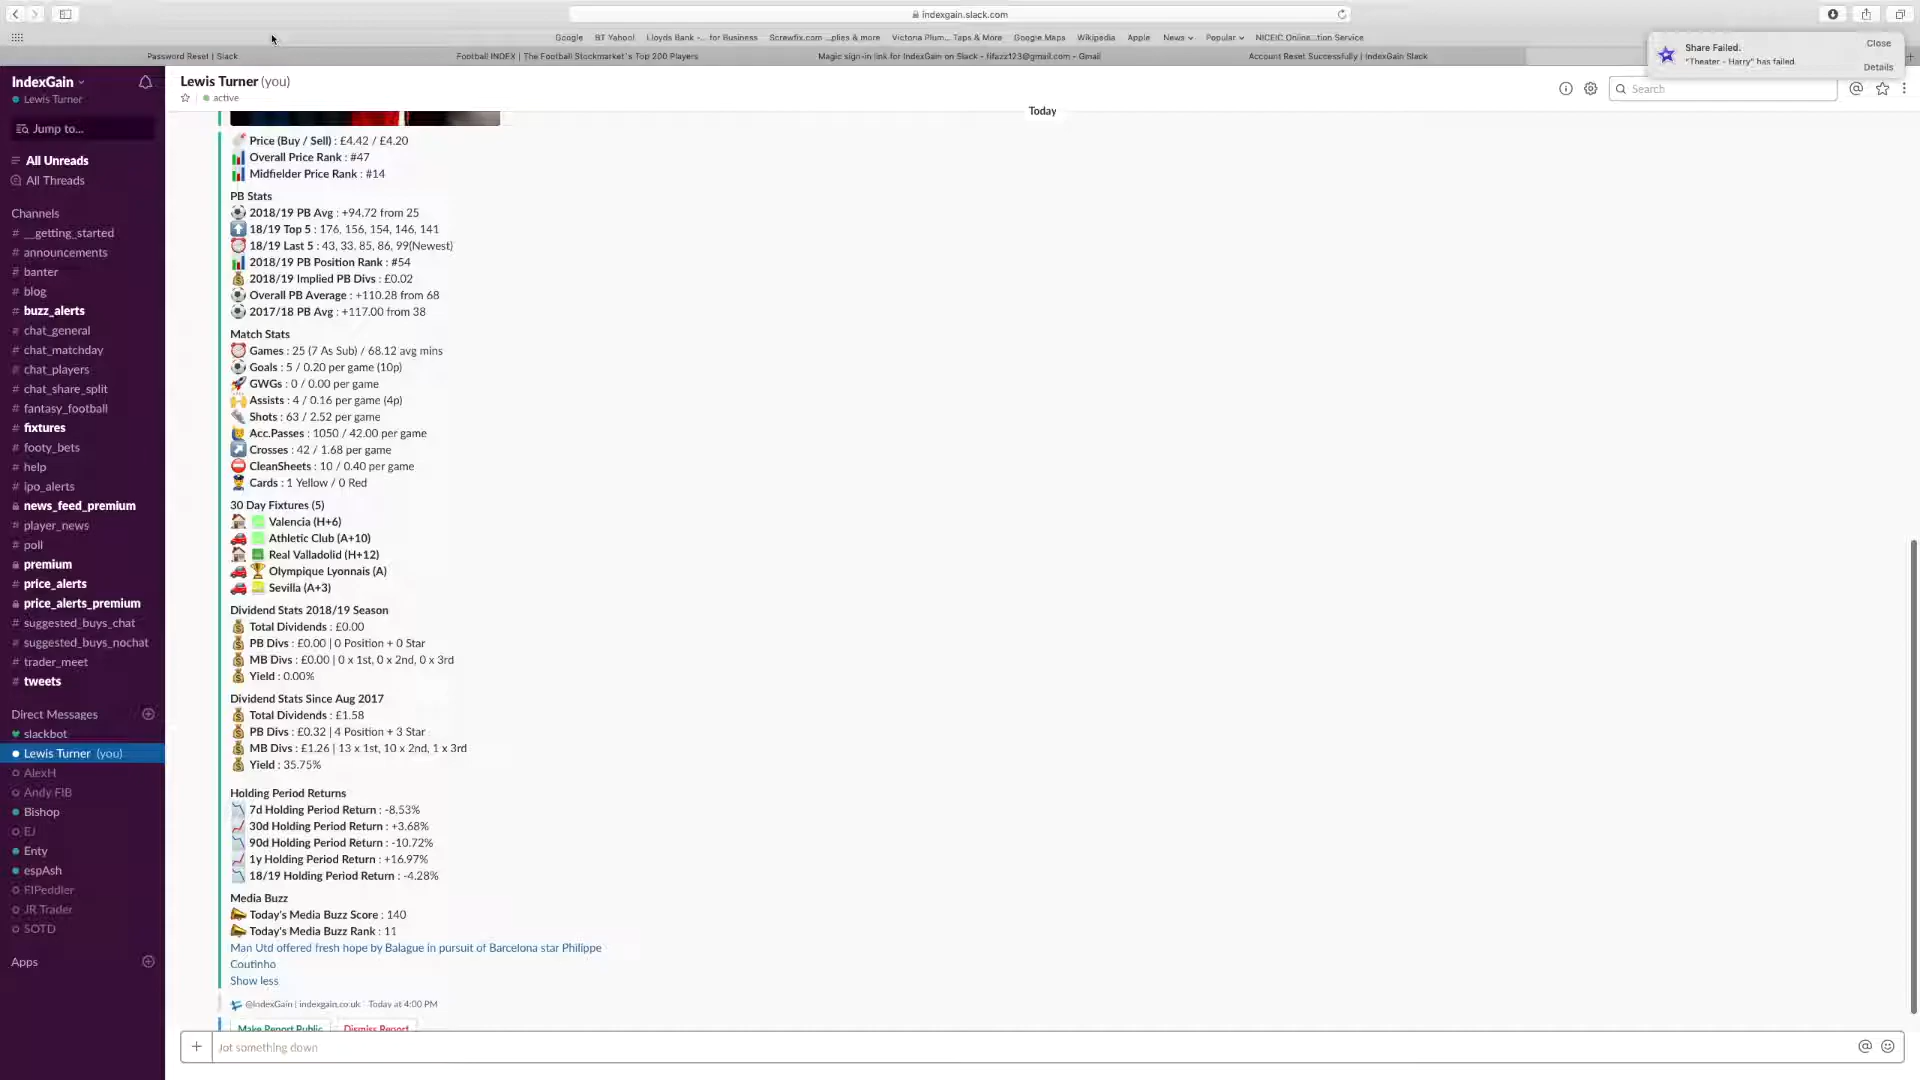 indexgain.slack.com
Google BT Yahoo! Lloyds Bank -... for Business Screwfix.com ...plies & more Victoria Plum... Taps & More Google Maps Wikipedia Apple News Popular NICEIC Online...tion Service
Password Reset | Slack
Football INDEX | The Football Stockmarket's Top 200 Players
Magic sign-in link for IndexGain on Slack - fifazz123@gmail.com - Gmail
Account Reset Successfully | IndexGain Slack
Share Failed.
"Theater - Harry" has failed.
Close
Details
IndexGain
Lewis Turner
Jump to...
All Unreads
All Threads
Channels
# __getting_started
# announcements
# banter
# blog
# buzz_alerts
# chat_general
# chat_matchday
# chat_players
# chat_share_split
# fantasy_football
# fixtures
# footy_bets
# help
# ipo_alerts
news_feed_premium
# player_news
# poll
premium
# price_alerts
price_alerts_premium
# suggested_buys_chat
# suggested_buys_nochat
# trader_meet
# tweets
Direct Messages
slackbot
Lewis Turner (you)
AlexH
Andy FIB
Bishop
EJ
Enty
espAsh
FIPeddler
JR Trader
SOTD
Apps
Lewis Turner (you)
active
Search
Today
Price (Buy / Sell) : £4.42 / £4.20
Overall Price Rank : #47
Midfielder Price Rank : #14
PB Stats
2018/19 PB Avg : +94.72 from 25
18/19 Top 5 : 176, 156, 154, 146, 141
18/19 Last 5 : 43, 33, 85, 86, 99(Newest)
2018/19 PB Position Rank : #54
2018/19 Implied PB Divs : £0.02
Overall PB Average : +110.28 from 68
2017/18 PB Avg : +117.00 from 38
Match Stats
Games : 25 (7 As Sub) / 68.12 avg mins
Goals : 5 / 0.20 per game (10p)
GWGs : 0 / 0.00 per game
Assists : 4 / 0.16 per game (4p)
Shots : 63 / 2.52 per game
Acc.Passes : 1050 / 42.00 per game
Crosses : 42 / 1.68 per game
CleanSheets : 10 / 0.40 per game
Cards : 1 Yellow / 0 Red
30 Day Fixtures (5)
Valencia (H+6)
Athletic Club (A+10)
Real Valladolid (H+12)
Olympique Lyonnais (A)
Sevilla (A+3)
Dividend Stats 2018/19 Season
Total Dividends : £0.00
PB Divs : £0.00 | 0 Position + 0 Star
MB Divs : £0.00 | 0 x 1st, 0 x 2nd, 0 x 3rd
Yield : 0.00%
Dividend Stats Since Aug 2017
Total Dividends : £1.58
PB Divs : £0.32 | 4 Position + 3 Star
MB Divs : £1.26 | 13 x 1st, 10 x 2nd, 1 x 3rd
Yield : 35.75%
Holding Period Returns
7d Holding Period Return : -8.53%
30d Holding Period Return : +3.68%
90d Holding Period Return : -10.72%
1y Holding Period Return : +16.97%
18/19 Holding Period Return : -4.28%
Media Buzz
Today's Media Buzz Score : 140
Today's Media Buzz Rank : 11
Man Utd offered fresh hope by Balague in pursuit of Barcelona star Philippe
Coutinho
Show less
@IndexGain | indexgain.co.uk Today at 4:00 PM
Make Report Public Dismiss Report
Jot something down